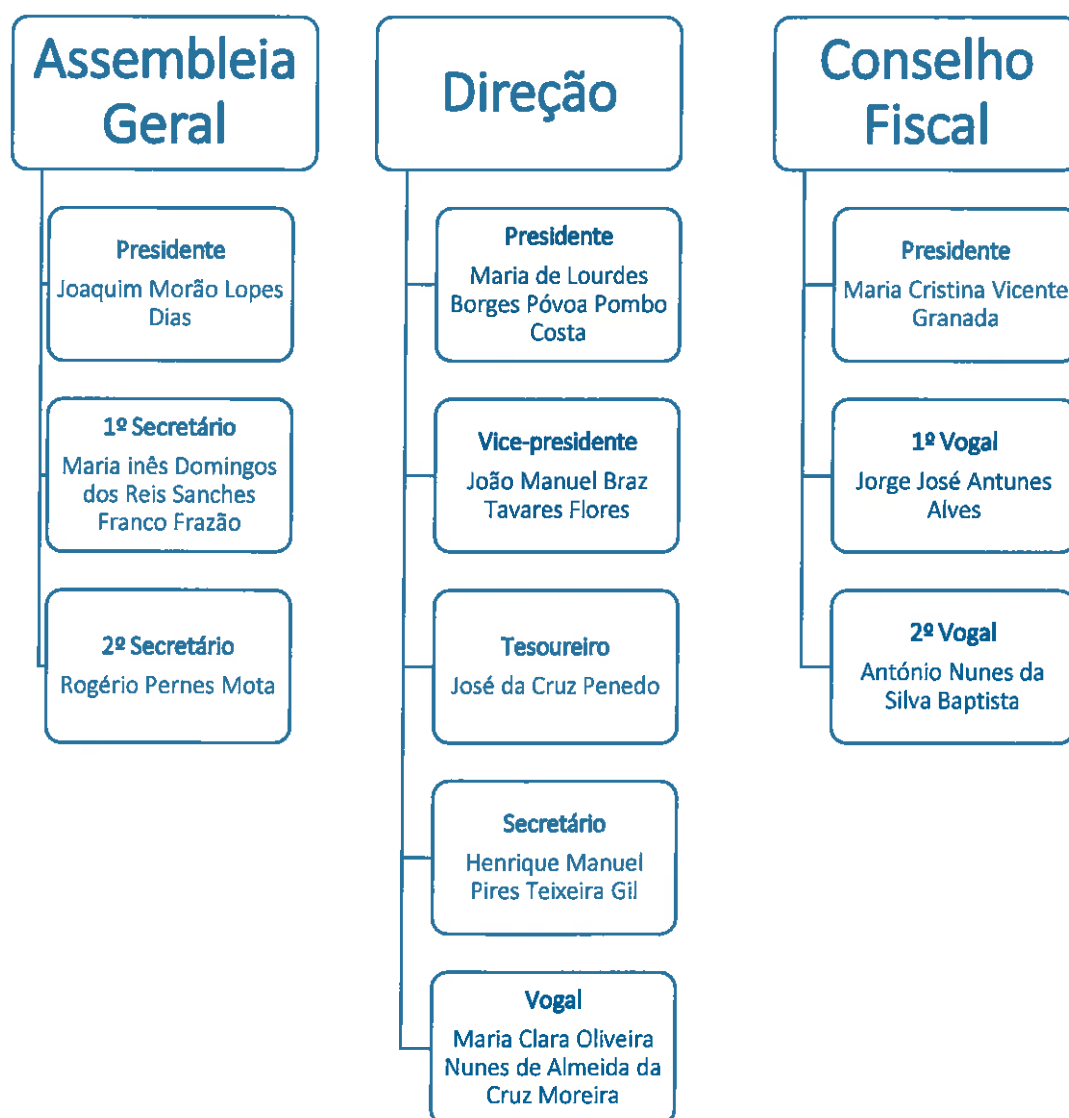 Assembleia
Geral
Presidente
Joaquim Morão Lopes
Dias
1º Secretário
Maria inês Domingos
dos Reis Sanches
Franco Frazão
2º Secretário
Rogério Pernes Mota
Direção
Presidente
Maria de Lourdes
Borges Póvoa Pombo
Costa
Vice-presidente
João Manuel Braz
Tavares Flores
Tesoureiro
José da Cruz Penedo
Secretário
Henrique Manuel
Pires Teixeira Gil
Vogal
Maria Clara Oliveira
Nunes de Almeida da
Cruz Moreira
Conselho
Fiscal
Presidente
Maria Cristina Vicente
Granada
1º Vogal
Jorge José Antunes
Alves
2º Vogal
António Nunes da
Silva Baptista